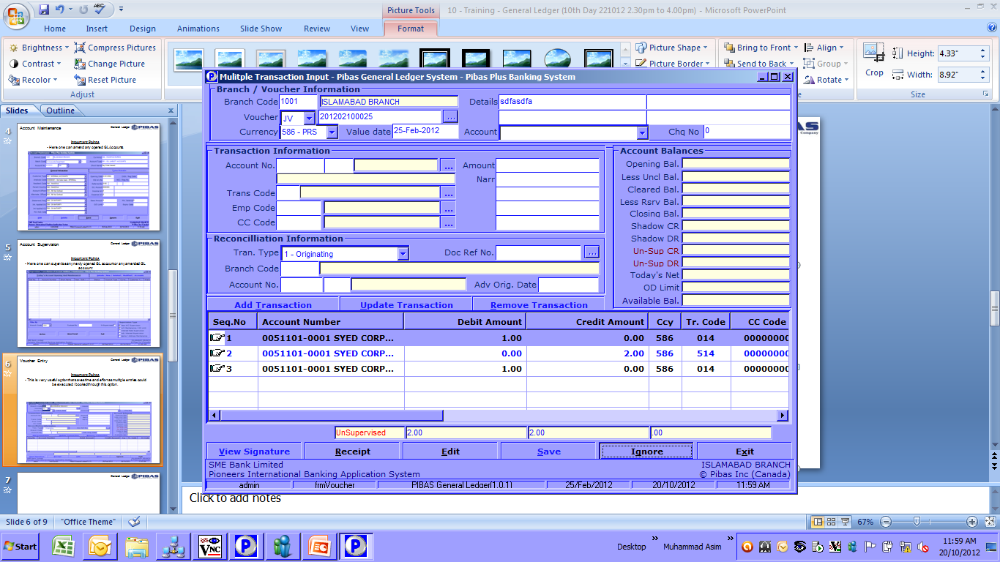 ABC
Picture Tools
10 - Training - General Ledger (10th Day 221012 2.30pm to 4.00pm) - Microsoft PowerPoint
Home Insert Design Animations Slide Show Review View Format
Brightness Compress Pictures Picture Shape Bring to Front Align Height: 4.33"
Contrast Change Picture Picture Border Send to Back Group Crop Width: 8.92"
Recolor Reset Picture Rotate
Adjust Size
Slides Outline x
4
Account Maintenance General Ledger PIBAS
Important Points
- Here one can amend any opened GL Accounts.
5
Account Supervision General Ledger PIBAS
Important Points
- Here one can supervise any newly opened GL account or any amended GL account
6
Voucher Entry General Ledger PIBAS
Important Points
- This is very useful option that saves time and effort as multiple entries could be executed / booked through this option.
7
General Ledger PIBAS
Mulitple Transaction Input - Pibas General Ledger System - Pibas Plus Banking System
Branch / Voucher Information
Branch Code 1001 ISLAMABAD BRANCH Details sdfasdfa
Voucher JV 201202100025 ...
Currency 586 - PRS Value date 25-Feb-2012 Account Chq No 0
Transaction Information
Account No. ... Amount
Narr
Trans Code ...
Emp Code ...
CC Code ...
Account Balances
Opening Bal.
Less Uncl Bal.
Cleared Bal.
Less Rsrv Bal.
Closing Bal.
Shadow CR
Shadow DR
Un-Sup CR
Un-Sup DR
Today's Net
OD Limit
Available Bal.
Reconcilliation Information
Tran. Type 1 - Originating Doc Ref No. ...
Branch Code
Account No. Adv Orig. Date
Add Transaction Update Transaction Remove Transaction
Seq.No Account Number Debit Amount Credit Amount Ccy Tr. Code CC Code
1 0051101-0001 SYED CORP... 1.00 0.00 586 014 00000000
2 0051101-0001 SYED CORP... 0.00 2.00 586 514 00000000
3 0051101-0001 SYED CORP... 1.00 0.00 586 014 00000000
UnSupervised 2.00 2.00 .00
View Signature Receipt Edit Save Ignore Exit
SME Bank Limited ISLAMABAD BRANCH
Pioneers International Banking Application System © Pibas Inc (Canada)
admin frmVoucher PIBAS General Ledger(1.0.1) 25/Feb/2012 20/10/2012 11:59 AM
Company
Click to add notes
Slide 6 of 9 "Office Theme" 67%
Start VNC P P Desktop » Muhammad Asim » 11:59 AM
20/10/2012